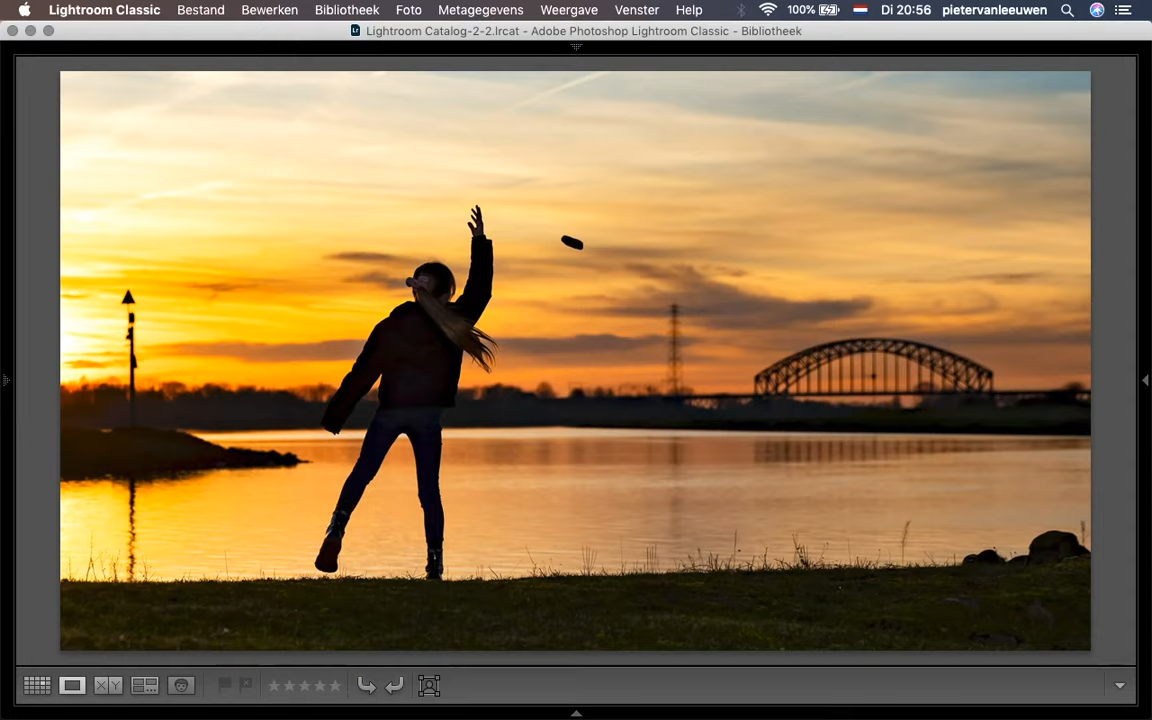 Lightroom Classic Bestand Bewerken Bibliotheek Foto Metagegevens Weergave Venster Help 100% Di 20:56 pietervanleeuwen
Lr Lightroom Catalog-2-2.lrcat - Adobe Photoshop Lightroom Classic - Bibliotheek
X Y